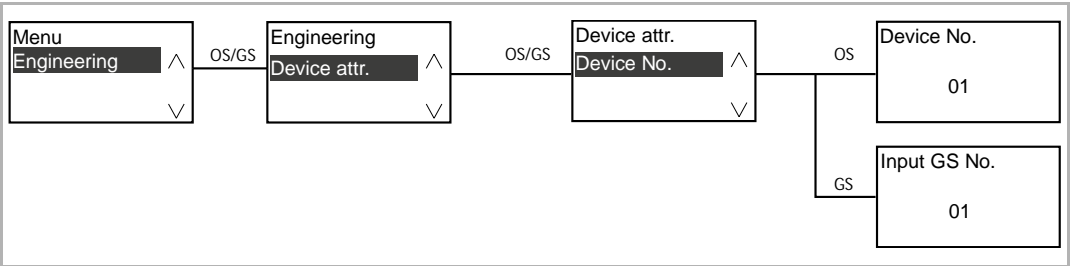 Menu
Engineering
OS/GS
Engineering
Device attr.
OS/GS
Device attr.
Device No.
OS
Device No.
01
GS
Input GS No.
01